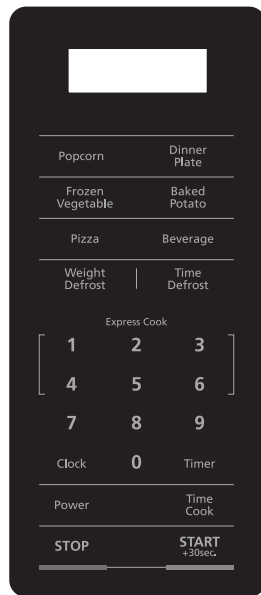 Popcorn
Dinner
Plate
Frozen
Vegetable
Baked
Potato
Pizza
Beverage
Weight
Defrost
Time
Defrost
Express Cook
1 2 3
4 5 6
7 8 9
Clock 0 Timer
Power
Time
Cook
STOP
START
+30sec.